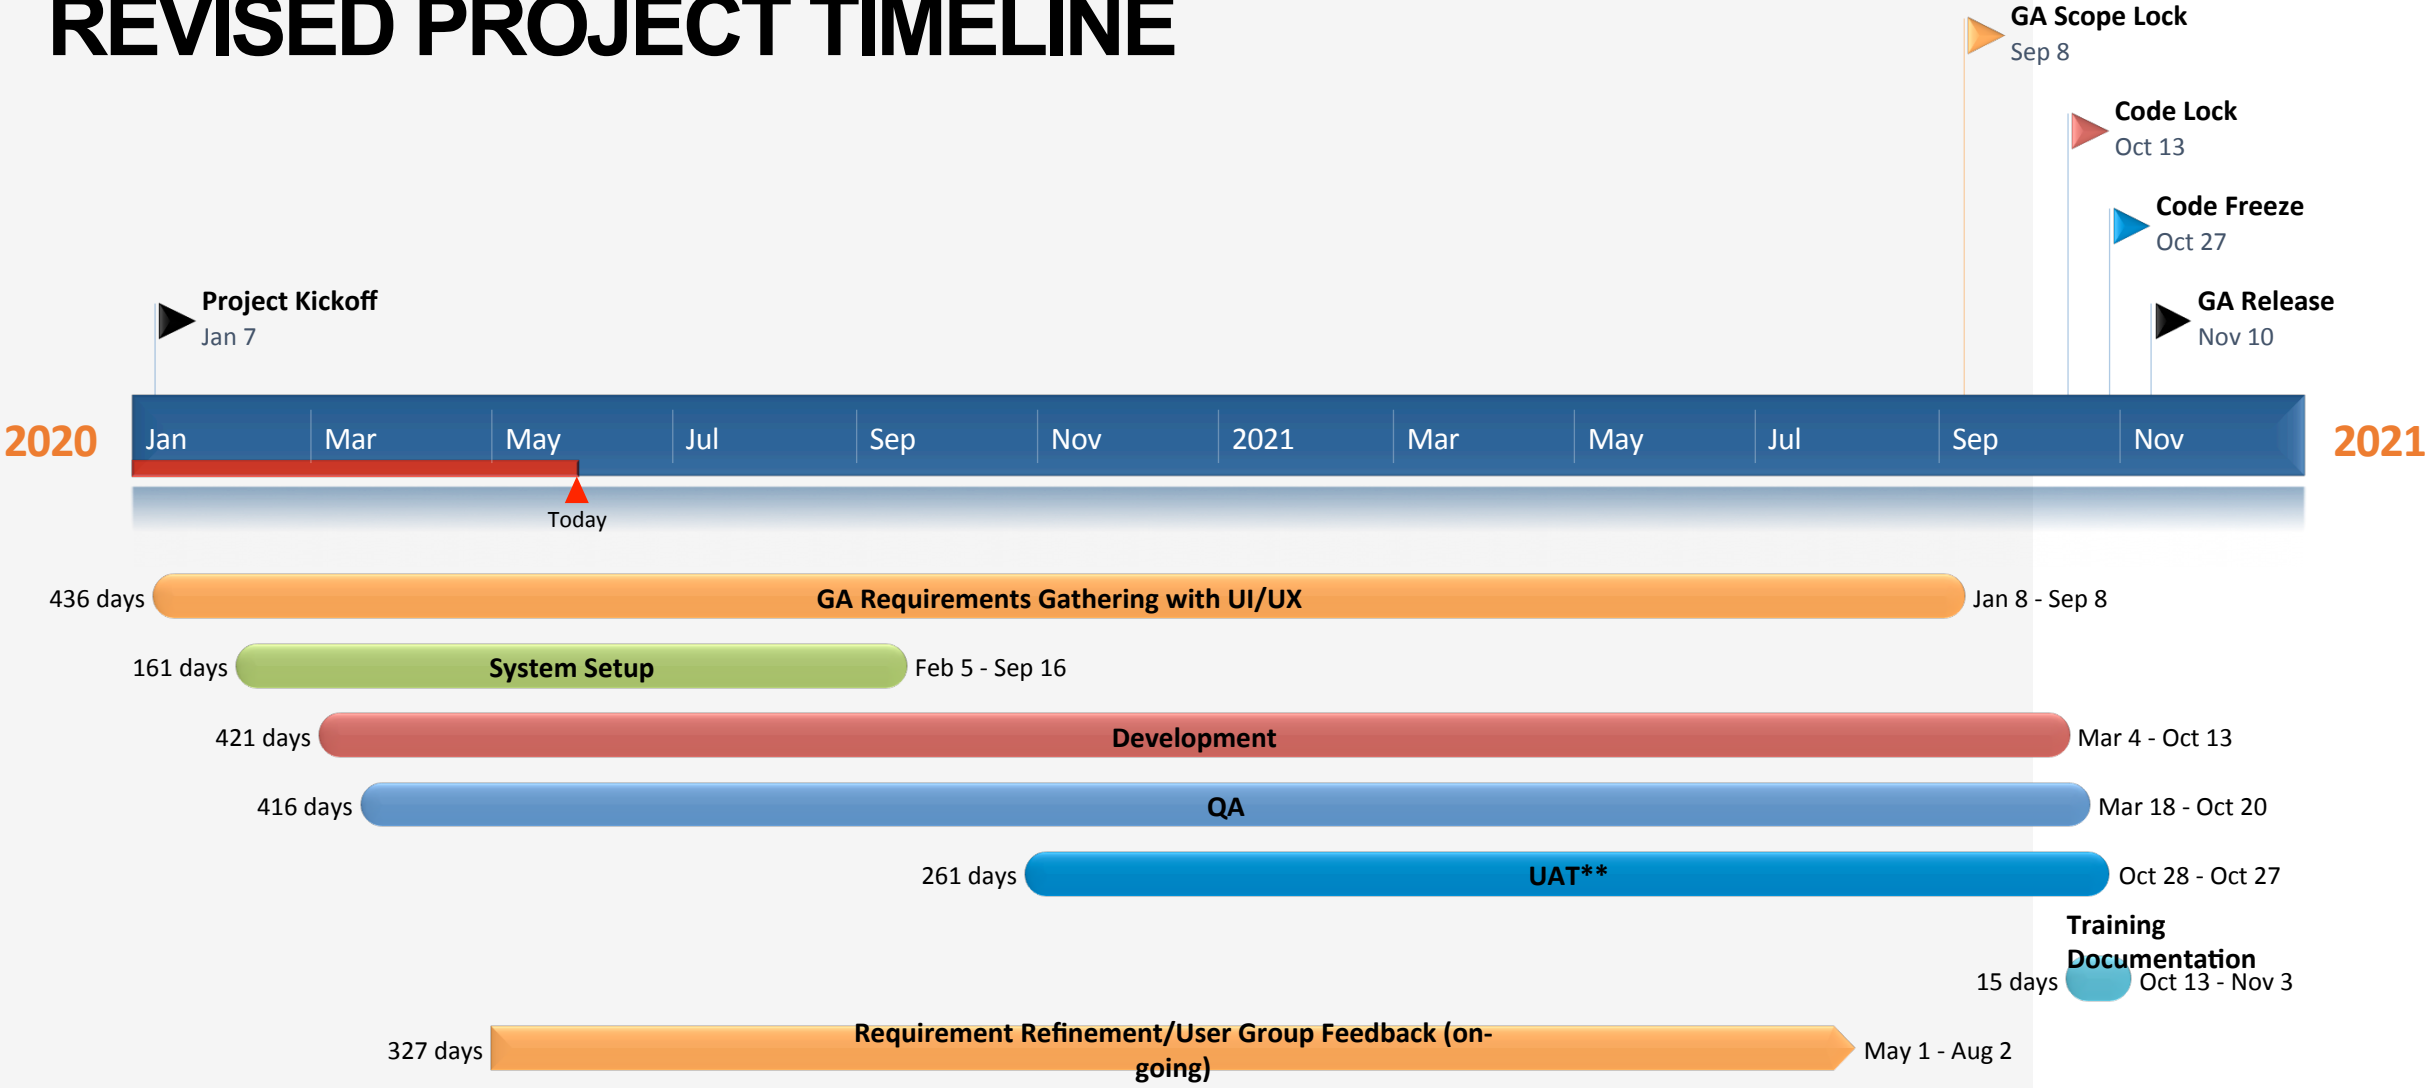 REVISED PROJECT TIMELINE
GA Scope Lock
Sep 8
Code Lock
Oct 13
Code Freeze
Oct 27
Project Kickoff
Jan 7
GA Release
Nov 10
2020 Jan Mar May Jul Sep Nov 2021 Mar May Jul Sep Nov 2021
Today
436 days GA Requirements Gathering with UI/UX Jan 8 - Sep 8
161 days System Setup Feb 5 - Sep 16
421 days Development Mar 4 - Oct 13
416 days QA Mar 18 - Oct 20
261 days UAT** Oct 28 - Oct 27
Training
Documentation
15 days Oct 13 - Nov 3
Requirement Refinement/User Group Feedback (on-
327 days May 1 - Aug 2
going)